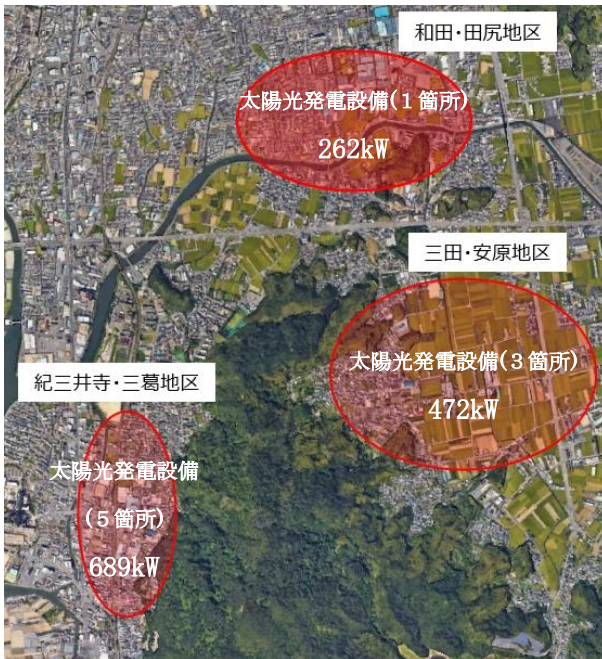 和田・田尻地区
太陽光発電設備(1箇所)
262kW
三田・安原地区
太陽光発電設備(3箇所)
472kW
紀三井寺・三葛地区
太陽光発電設備
(5箇所)
689kW